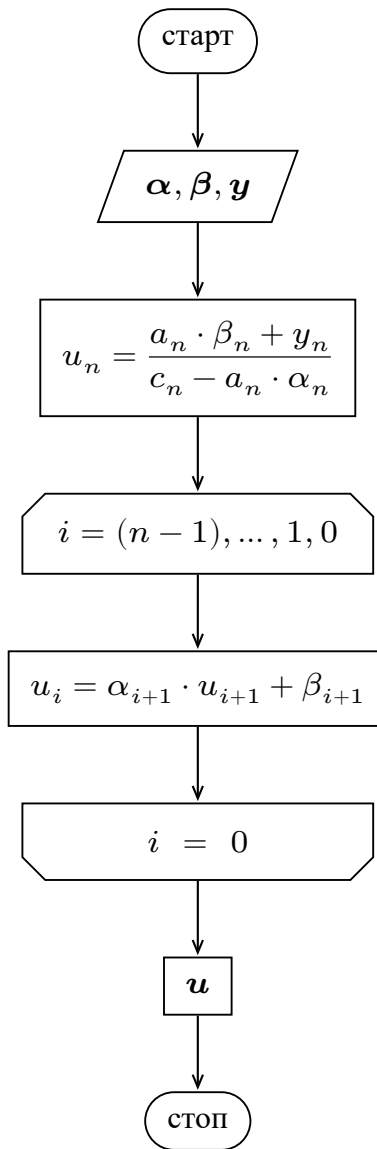 старт
α, β, y
u_n = \frac{a_n · β_n + y_n}{c_n − a_n · α_n}
i = (n − 1), ... , 1, 0
u_i = α_{i+1} · u_{i+1} + β_{i+1}
i = 0
u
стоп